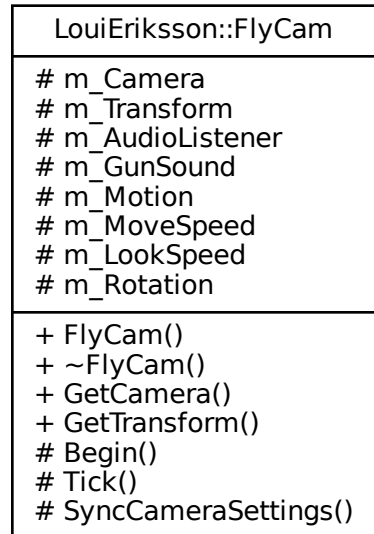 LouiEriksson::FlyCam
# m_Camera
# m_Transform
# m_AudioListener
# m_GunSound
# m_Motion
# m_MoveSpeed
# m_LookSpeed
# m_Rotation
+ FlyCam()
+ ~FlyCam()
+ GetCamera()
+ GetTransform()
# Begin()
# Tick()
# SyncCameraSettings()